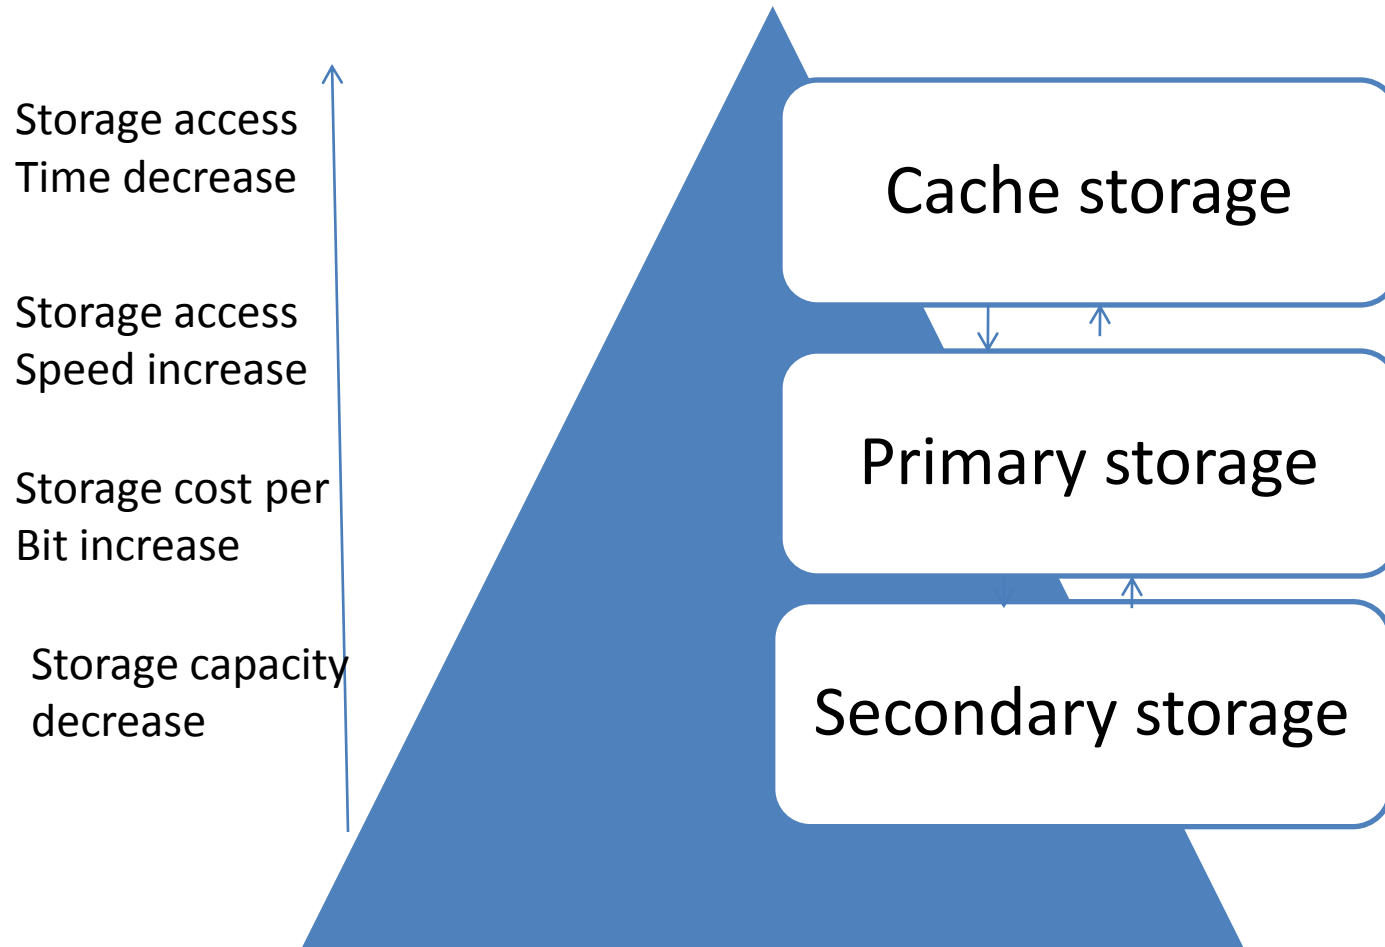 Storage access
Time decrease
Storage access
Speed increase
Storage cost per
Bit increase
Storage capacity
decrease
Cache storage
Primary storage
Secondary storage